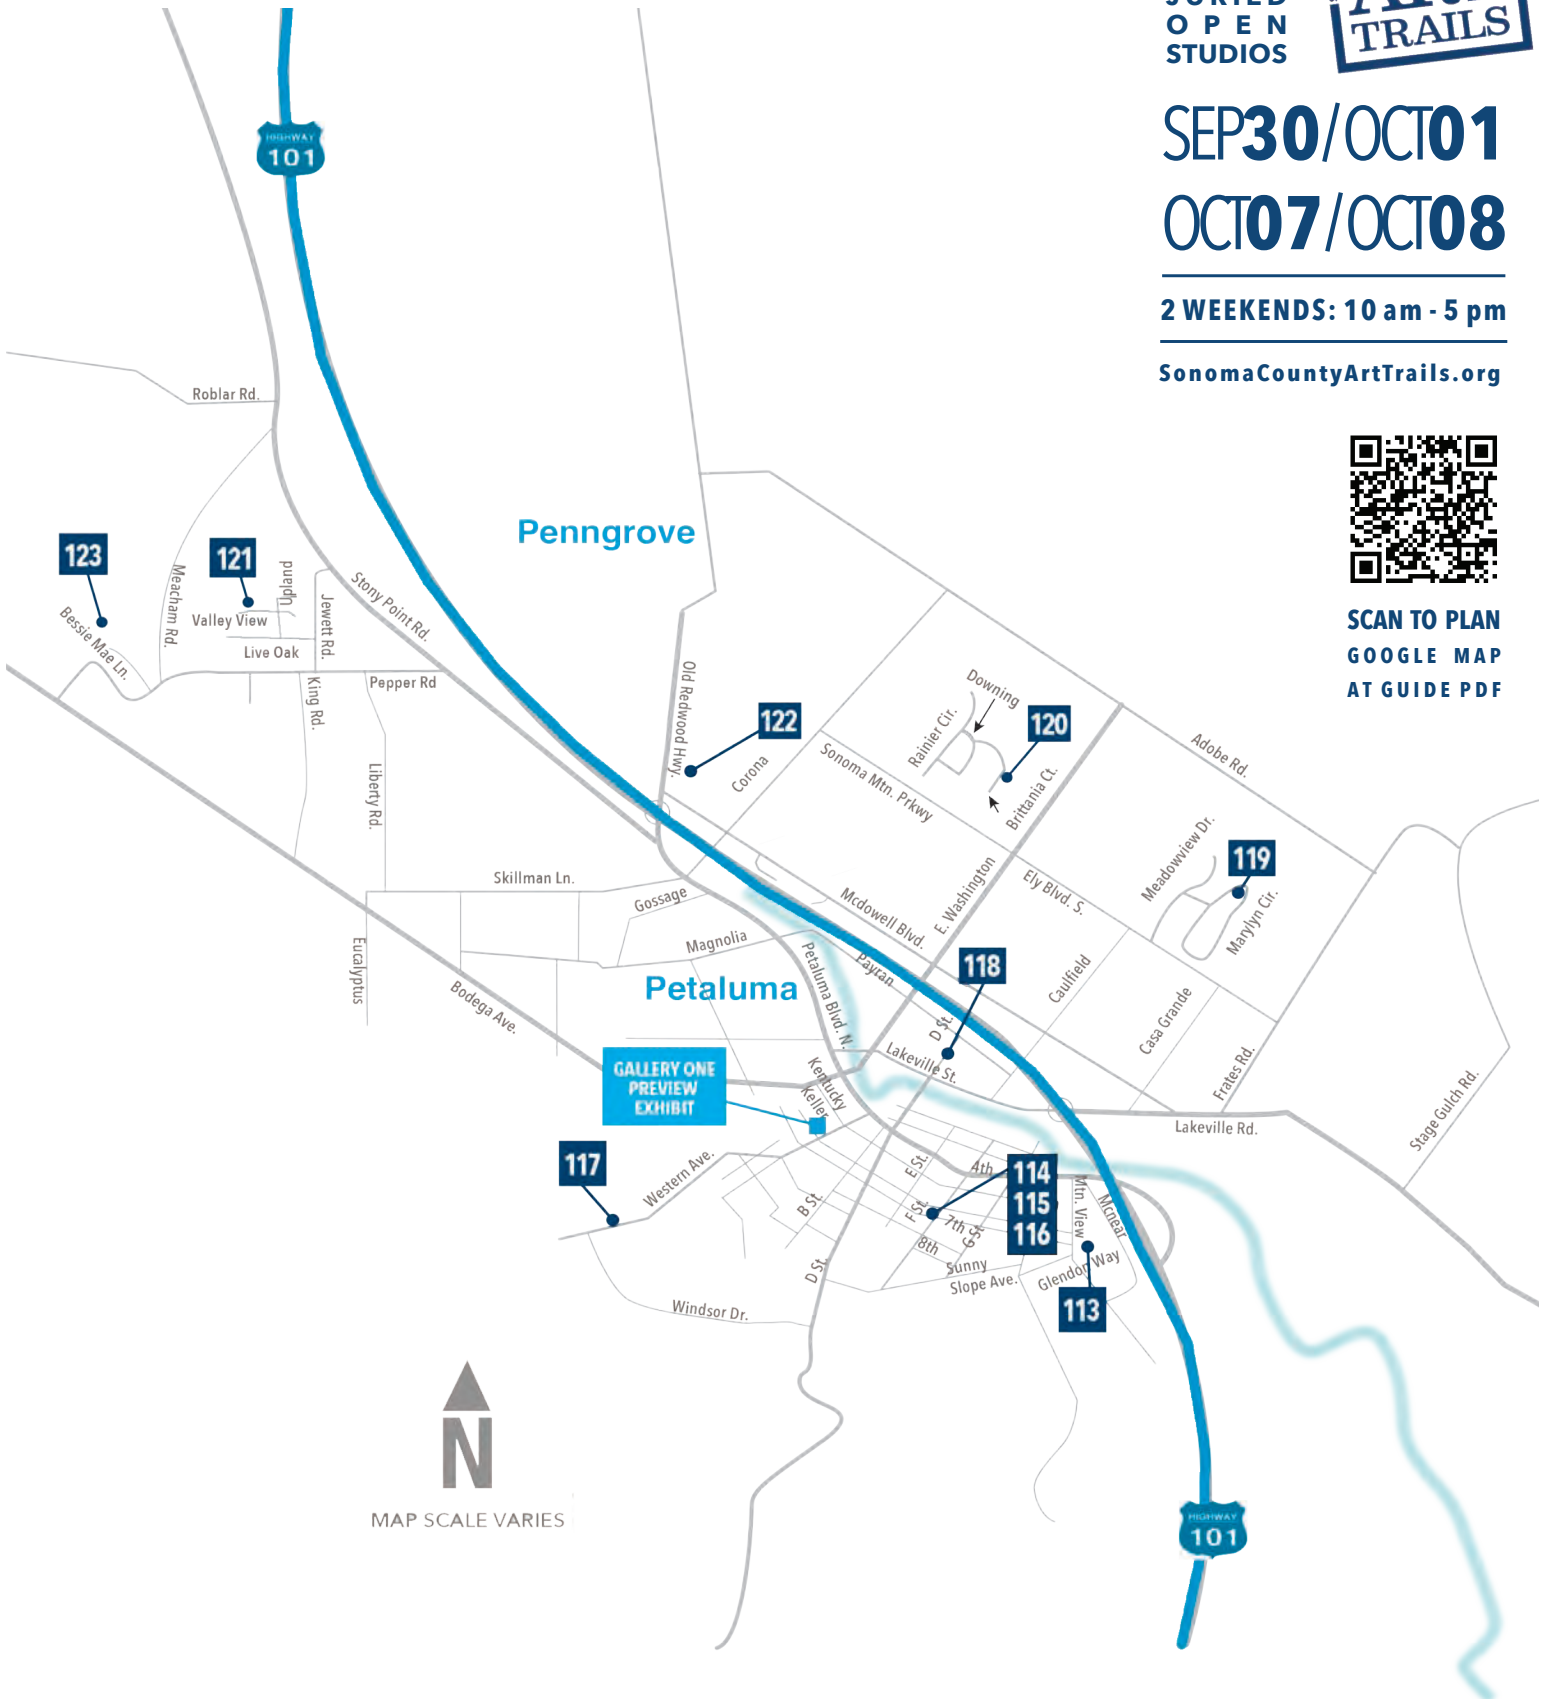 OPEN
STUDIOS
TRAILS
SEP30/OCT01
OCT07/OCT08
2 WEEKENDS: 10 am - 5 pm
SonomaCountyArtTrails.org
SCAN TO PLAN
GOOGLE MAP
AT GUIDE PDF
HIGHWAY
101
Roblar Rd.
Penngrove
123
121
Meacham Rd.
Upland
Jewett Rd.
Stony Point Rd.
Valley View
Bessie Mae Ln.
Live Oak
Pepper Rd
King Rd.
Old Redwood Hwy.
122
Corona
Downing
Rainier Cir.
120
Brittania Ct.
Sonoma Mtn. Prkwy
Adobe Rd.
Liberty Rd.
Meadowview Dr.
119
Marylyn Cir.
Skillman Ln.
Gossage
Mcdowell Blvd.
E. Washington
Ely Blvd. S.
Magnolia
Eucalyptus
Petaluma
Petaluma Blvd. N.
Payran
118
Caulfield
Casa Grande
Bodega Ave.
D St.
Lakeville St.
Frates Rd.
Stage Gulch Rd.
GALLERY ONE
PREVIEW
EXHIBIT
Kentucky
Keller
Lakeville Rd.
117
Western Ave.
E St.
4th
114
115
116
Mtn. View
Mcnear
B St.
F St.
7th St
G St
8th
D St.
Sunny
Slope Ave.
Glendon Way
113
Windsor Dr.
N
MAP SCALE VARIES
HIGHWAY
101